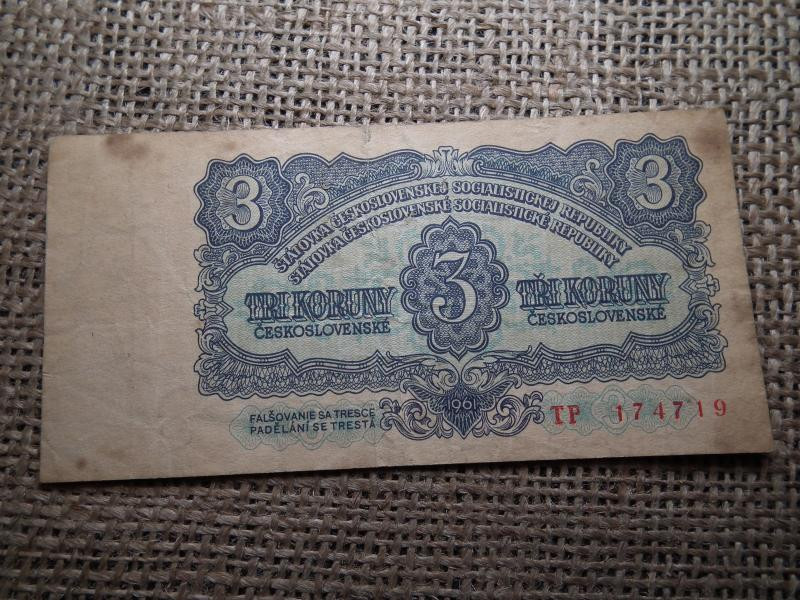 3 3
ŠTÁTOVKA ČESKOSLOVENSKEJ SOCIALISTICKEJ REPUBLIKY
STÁTOVKA ČESKOSLOVENSKÉ SOCIALISTICKÉ REPUBLIKY
TRI KORUNY 3 TŘI KORUNY
ČESKOSLOVENSKÉ ČESKOSLOVENSKÉ
1961
FALŠOVANIE SA TRESCE
PADĚLÁNÍ SE TRESTÁ
TP 174719